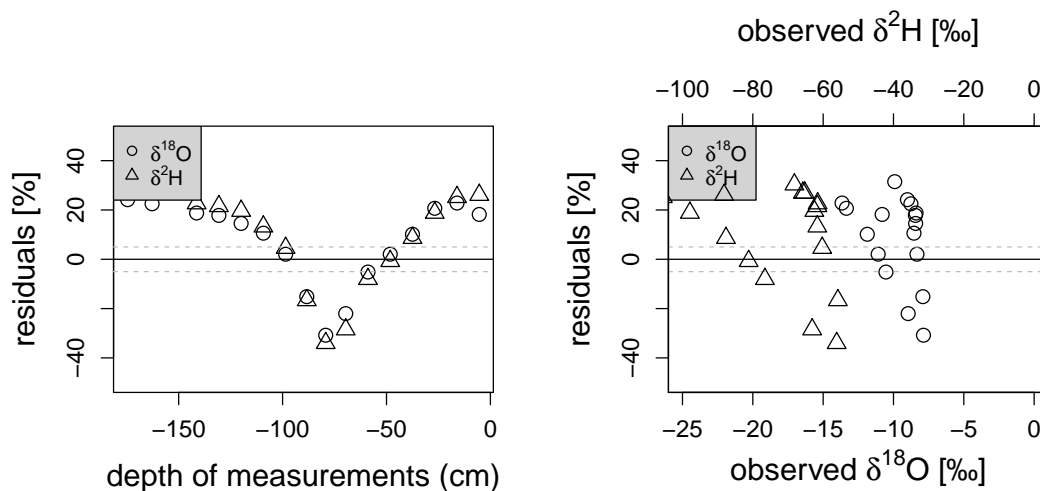 residuals [%]
40
20
0
−40
δ¹⁸O
δ²H
−150
−100
−50
0
depth of measurements (cm)
observed δ²H [‰]
−100
−80
−60
−40
−20
0
residuals [%]
40
20
0
−40
δ¹⁸O
δ²H
−25
−20
−15
−10
−5
0
observed δ¹⁸O [‰]